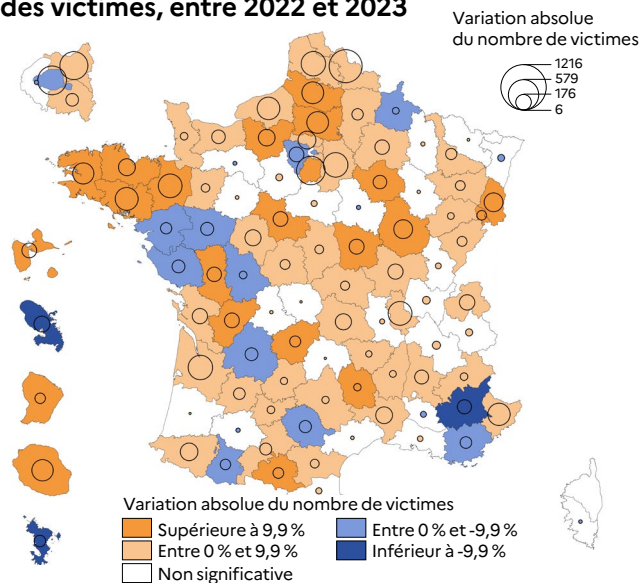 des victimes, entre 2022 et 2023
Variation absolue
du nombre de victimes
1216
579
176
6
Variation absolue du nombre de victimes
Supérieure à 9,9 %
Entre 0 % et 9,9 %
Non significative
Entre 0 % et -9,9 %
Inférieur à -9,9 %